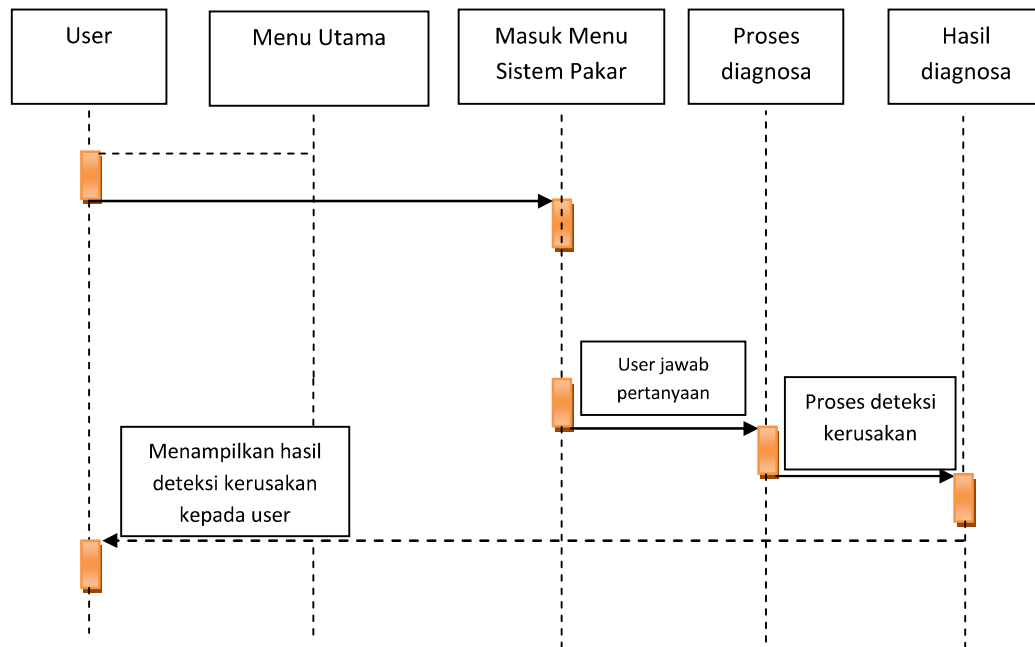 User
Menu Utama
Masuk Menu
Sistem Pakar
Proses
diagnosa
Hasil
diagnosa
User jawab
pertanyaan
Proses deteksi
kerusakan
Menampilkan hasil
deteksi kerusakan
kepada user